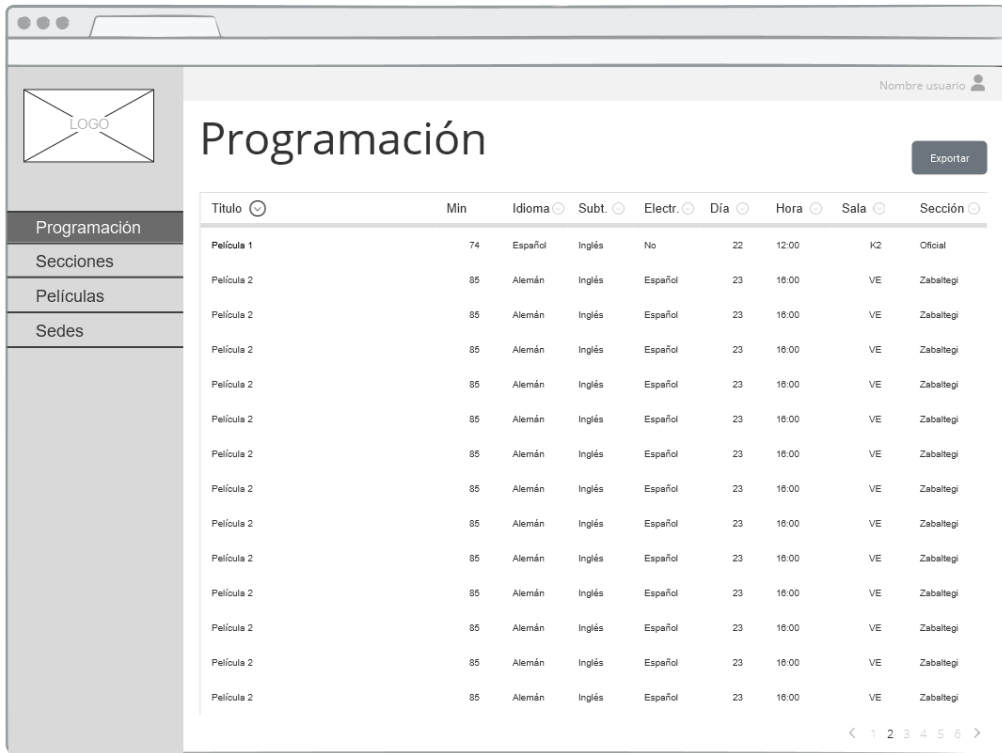 Nombre usuario
LOGO
Programación
Exportar
Programación
Secciones
Películas
Sedes
Titulo Min Idioma Subt. Electr. Día Hora Sala Sección
Película 1 74 Español Inglés No 22 12:00 K2 Oficial
Película 2 85 Alemán Inglés Español 23 16:00 VE Zabaltegi
Película 2 85 Alemán Inglés Español 23 16:00 VE Zabaltegi
Película 2 85 Alemán Inglés Español 23 16:00 VE Zabaltegi
Película 2 85 Alemán Inglés Español 23 16:00 VE Zabaltegi
Película 2 85 Alemán Inglés Español 23 16:00 VE Zabaltegi
Película 2 85 Alemán Inglés Español 23 16:00 VE Zabaltegi
Película 2 85 Alemán Inglés Español 23 16:00 VE Zabaltegi
Película 2 85 Alemán Inglés Español 23 16:00 VE Zabaltegi
Película 2 85 Alemán Inglés Español 23 16:00 VE Zabaltegi
Película 2 85 Alemán Inglés Español 23 16:00 VE Zabaltegi
Película 2 85 Alemán Inglés Español 23 16:00 VE Zabaltegi
Película 2 85 Alemán Inglés Español 23 16:00 VE Zabaltegi
Película 2 85 Alemán Inglés Español 23 16:00 VE Zabaltegi
1 2 3 4 5 6